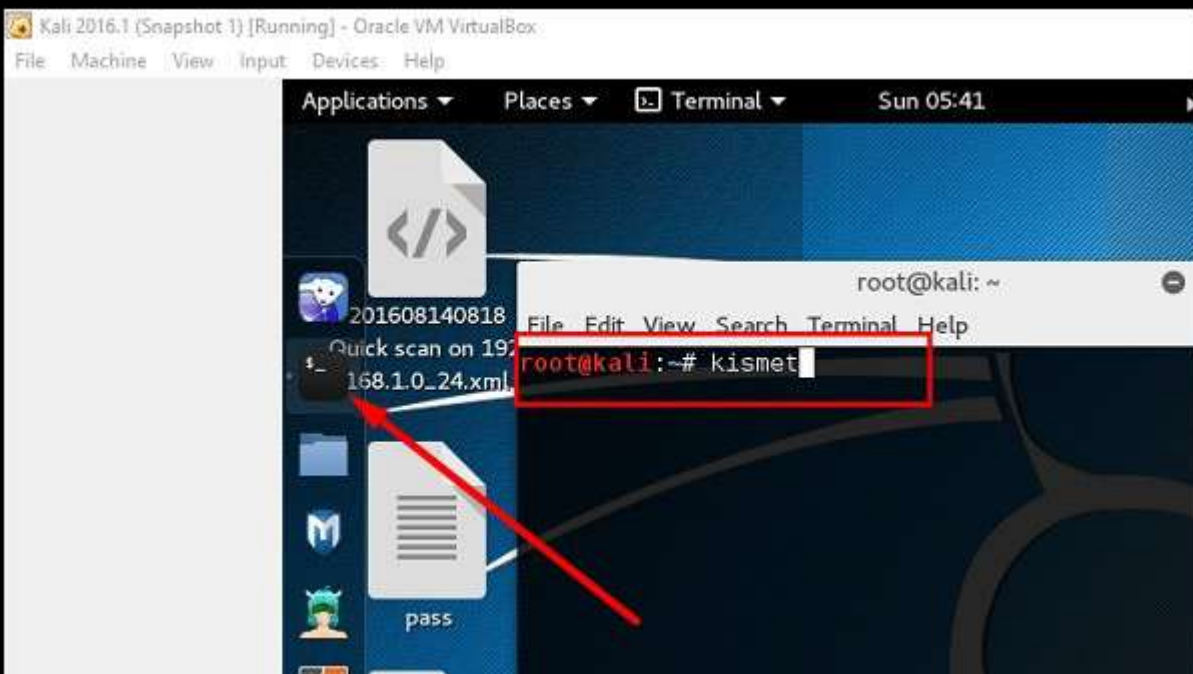 Kali 2016.1 (Snapshot 1) [Running] - Oracle VM VirtualBox
File Machine View Input Devices Help
Applications Places Terminal Sun 05:41
root@kali: ~
201608140818
Quick scan on 192
168.1.0_24.xml
File Edit View Search Terminal Help
root@kali:~# kismet
$_
pass